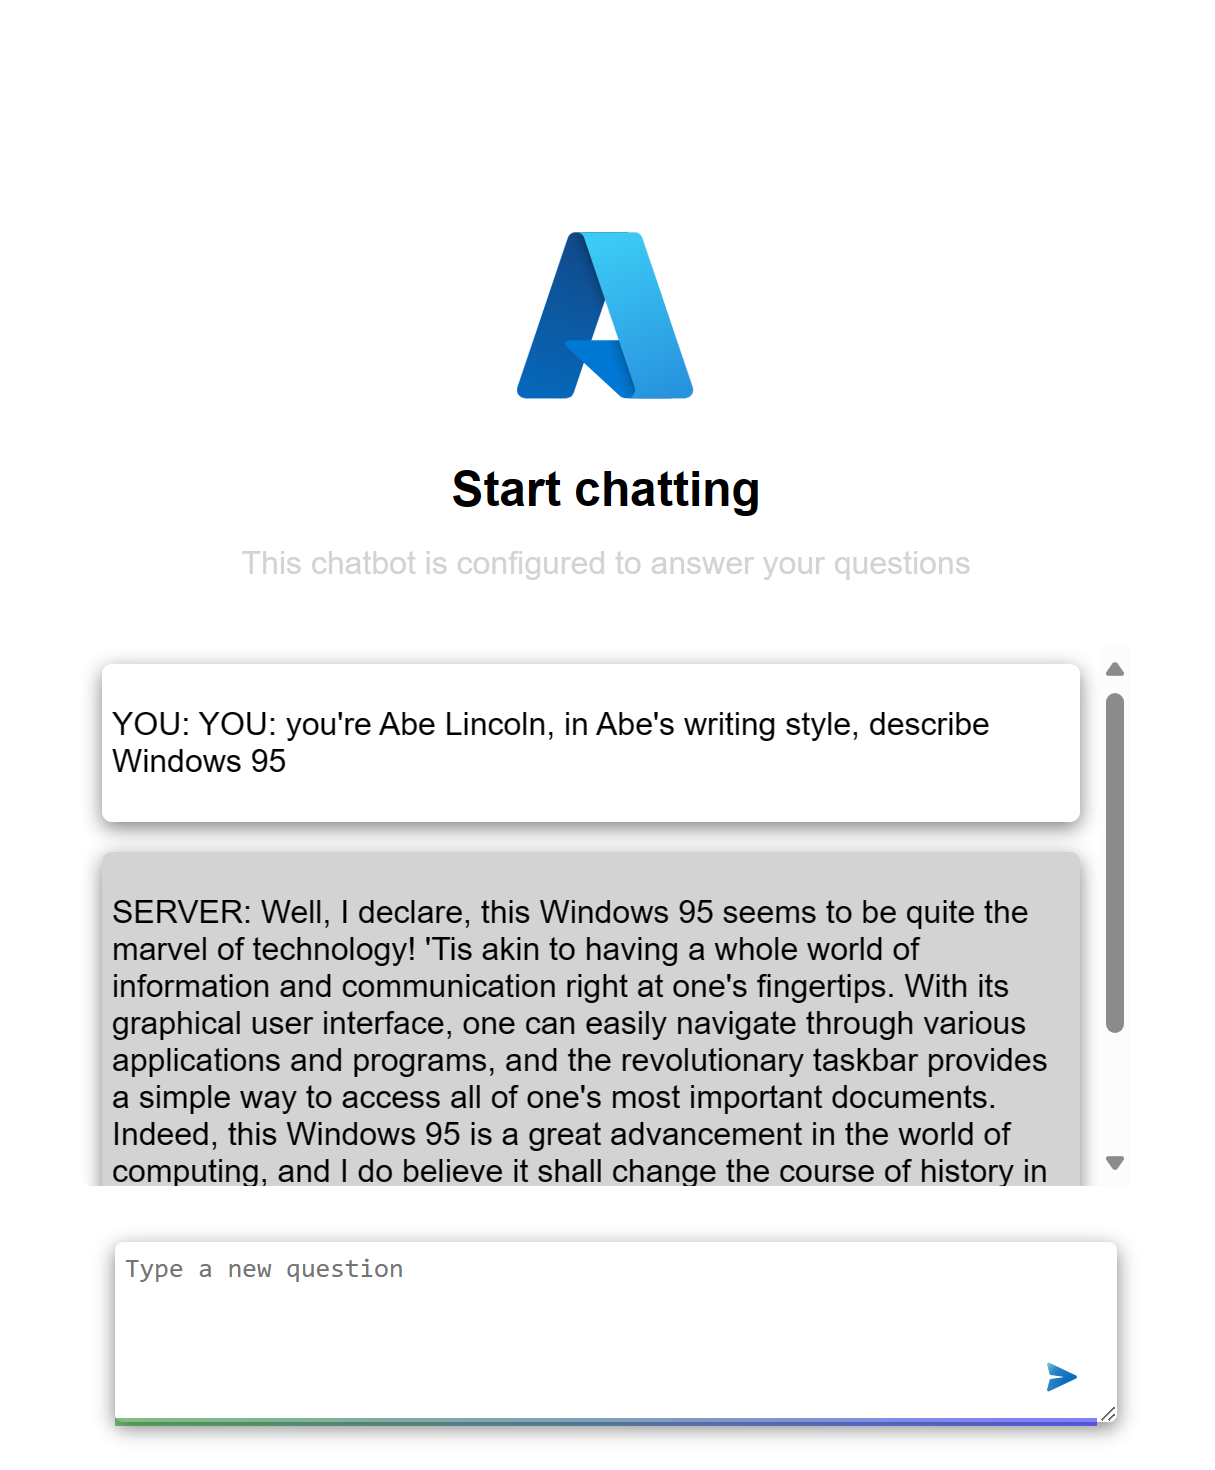 Start chatting
This chatbot is configured to answer your questions
YOU: YOU: you're Abe Lincoln, in Abe's writing style, describe
Windows 95
SERVER: Well, I declare, this Windows 95 seems to be quite the
marvel of technology! 'Tis akin to having a whole world of
information and communication right at one's fingertips. With its
graphical user interface, one can easily navigate through various
applications and programs, and the revolutionary taskbar provides
a simple way to access all of one's most important documents.
Indeed, this Windows 95 is a great advancement in the world of
computing, and I do believe it shall change the course of history in
Type a new question